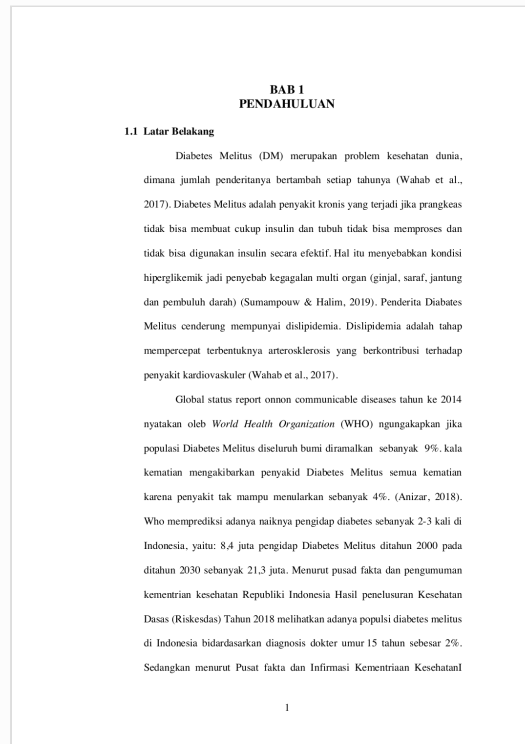 BAB 1
PENDAHULUAN
1.1 Latar Belakang
Diabetes Melitus (DM) merupakan problem kesehatan dunia,
dimana jumlah penderitanya bertambah setiap tahunya (Wahab et al.,
2017). Diabetes Melitus adalah penyakit kronis yang terjadi jika prangkeas
tidak bisa membuat cukup insulin dan tubuh tidak bisa memproses dan
tidak bisa digunakan insulin secara efektif. Hal itu menyebabkan kondisi
hiperglikemik jadi penyebab kegagalan multi organ (ginjal, saraf, jantung
dan pembuluh darah) (Sumampouw & Halim, 2019). Penderita Diabates
Melitus cenderung mempunyai dislipidemia. Dislipidemia adalah tahap
mempercepat terbentuknya arterosklerosis yang berkontribusi terhadap
penyakit kardiovaskuler (Wahab et al., 2017).
Global status report onnon communicable diseases tahun ke 2014
nyatakan oleb World Health Organization (WHO) ngungakapkan jika
populasi Diabetes Melitus diseluruh bumi diramalkan sebanyak 9%. kala
kematian mengakibarkan penyakid Diabetes Melitus semua kematian
karena penyakit tak mampu menularkan sebanyak 4%. (Anizar, 2018).
Who memprediksi adanya naiknya pengidap diabetes sebanyak 2-3 kali di
Indonesia, yaitu: 8,4 juta pengidap Diabetes Melitus ditahun 2000 pada
ditahun 2030 sebanyak 21,3 juta. Menurut pusad fakta dan pengumuman
kementrian kesehatan Republiki Indonesia Hasil penelusuran Kesehatan
Dasas (Riskesdas) Tahun 2018 melihatkan adanya populsi diabetes melitus
di Indonesia bidardasarkan diagnosis dokter umur 15 tahun sebesar 2%.
Sedangkan menurut Pusat fakta dan Infirmasi Kementriaan KesehatanI
1